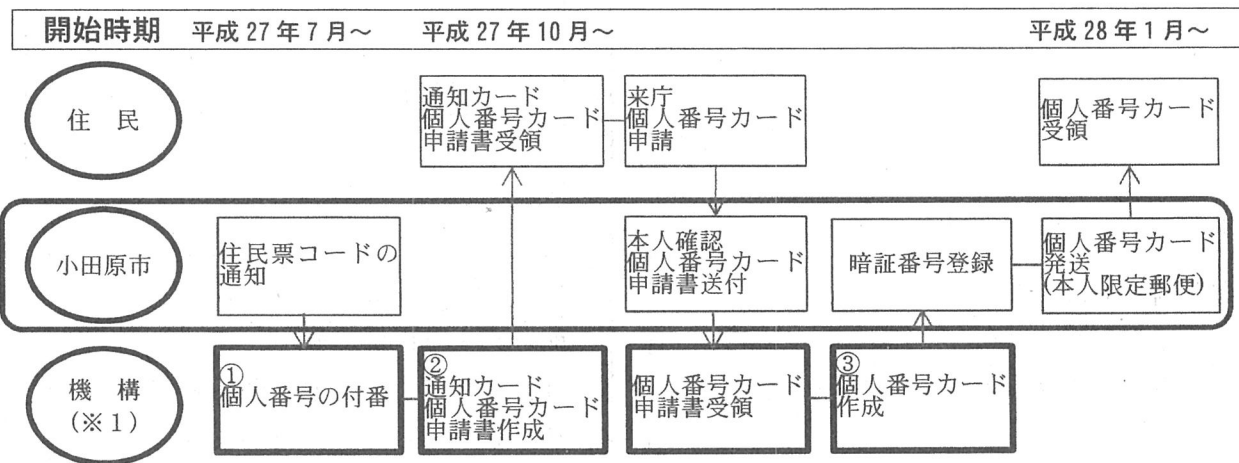 開始時期 平成27年7月～ 平成27年10月～ 平成28年1月～
住 民
通知カード
個人番号カード
申請書受領
来庁
個人番号カード
申請
個人番号カード
受領
小田原市
住民票コードの
通知
本人確認
個人番号カード
申請書送付
暗証番号登録
個人番号カード
発送
(本人限定郵便)
機 構
(※1)
①
個人番号の付番
②
通知カード
個人番号カード
申請書作成
個人番号カード
申請書受領
③
個人番号カード
作成